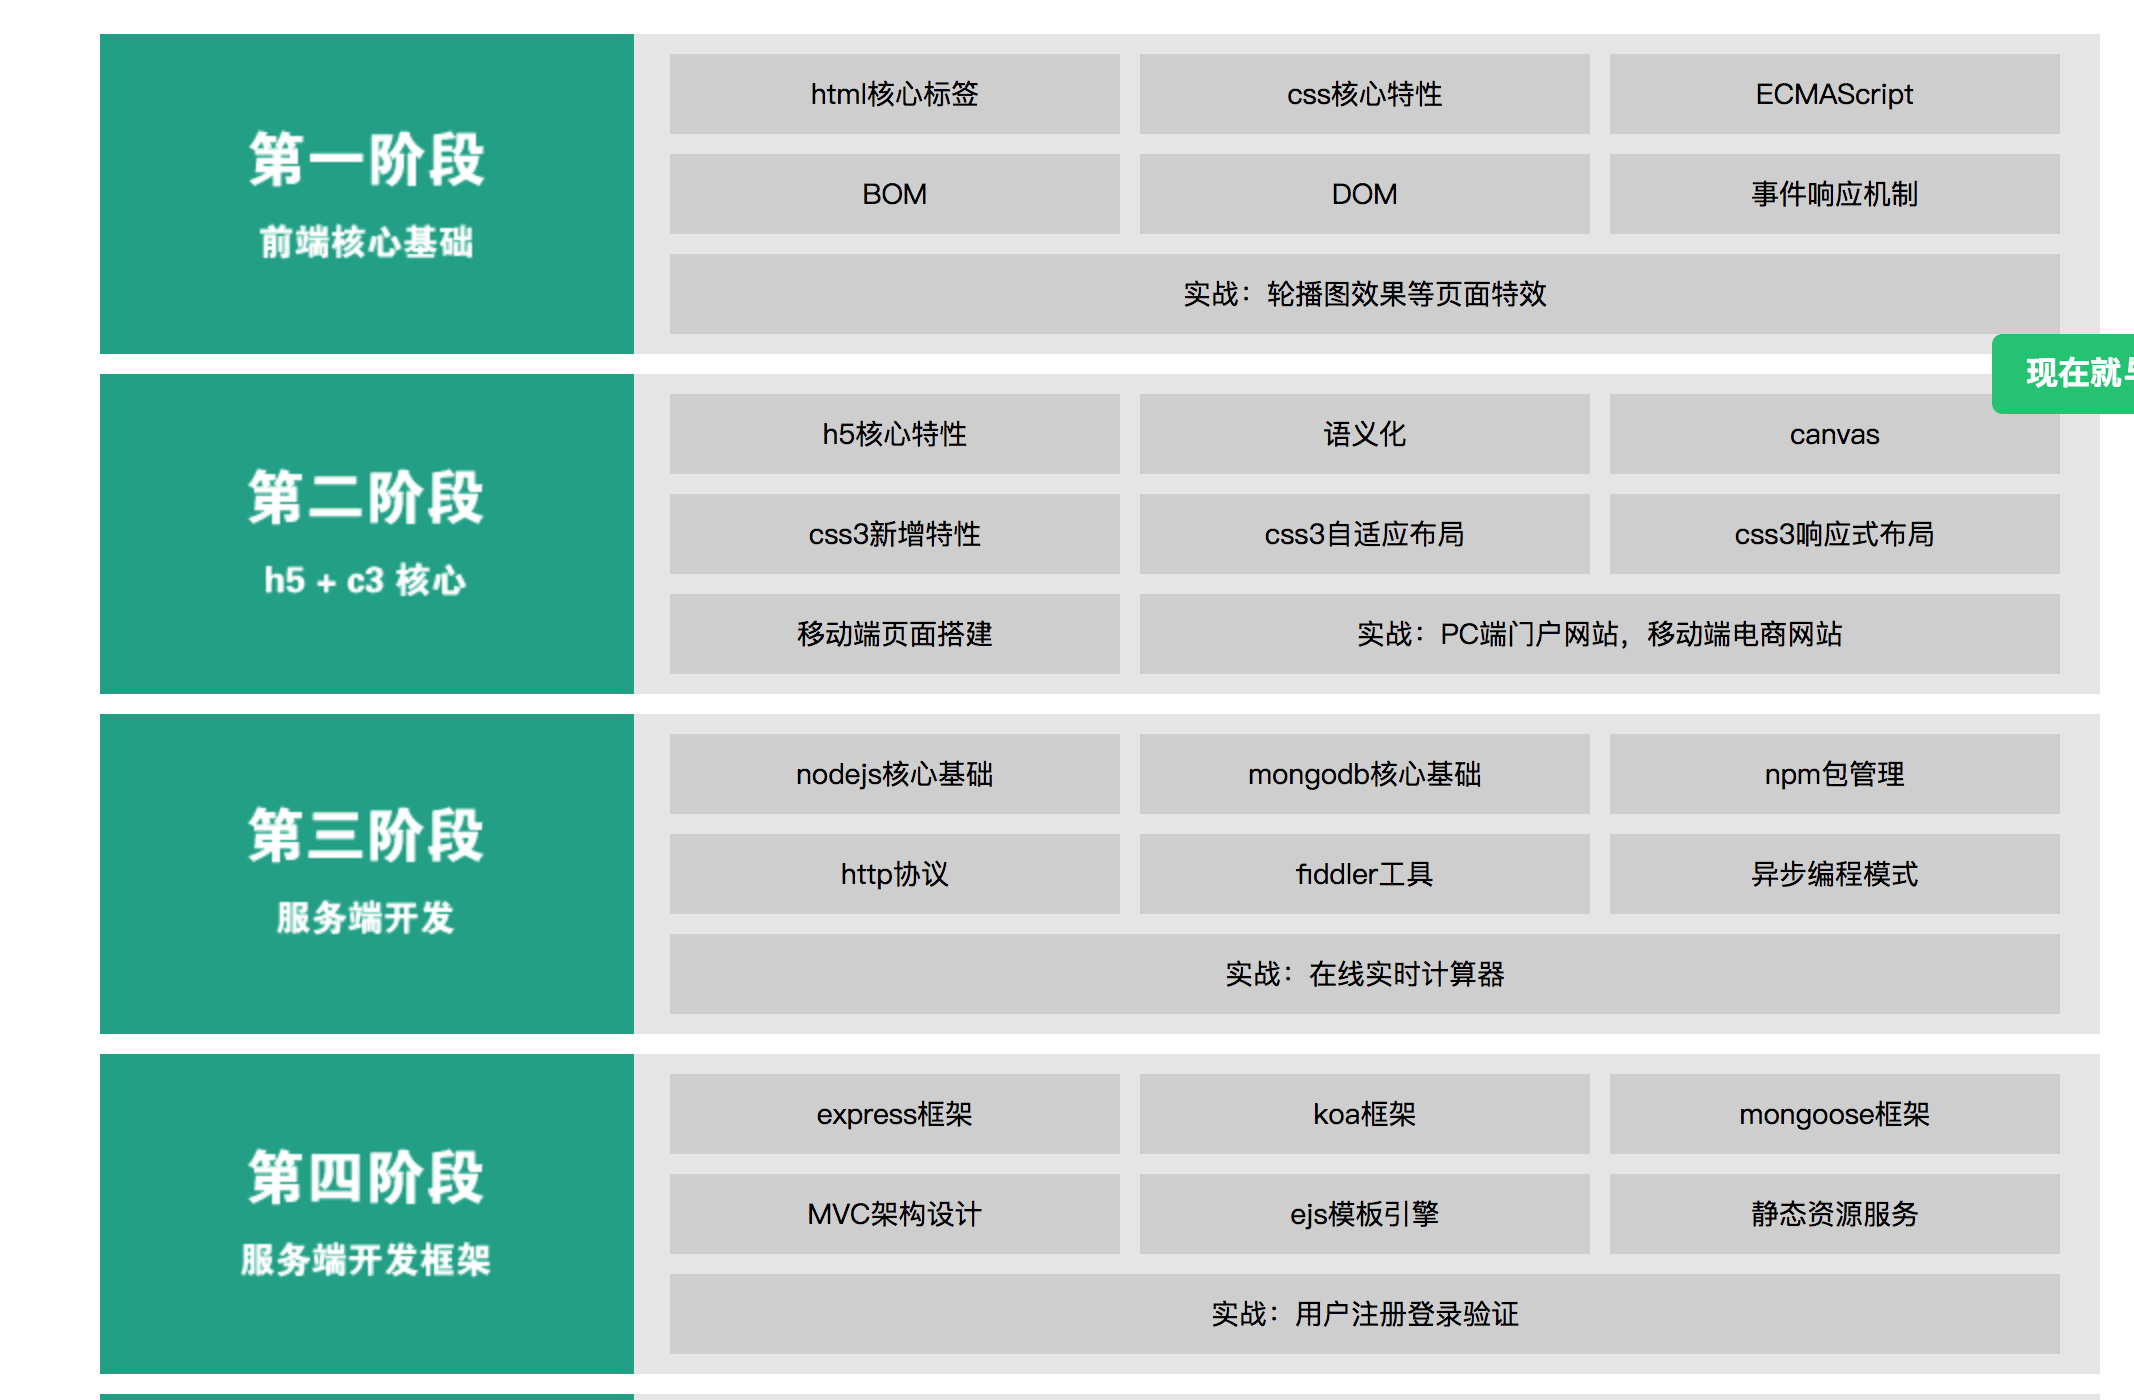 第一阶段
前端核心基础
html核心标签
css核心特性
ECMAScript
BOM
DOM
事件响应机制
实战：轮播图效果等页面特效
现在就与
第二阶段
h5 + c3 核心
h5核心特性
语义化
canvas
css3新增特性
css3自适应布局
css3响应式布局
移动端页面搭建
实战：PC端门户网站，移动端电商网站
第三阶段
服务端开发
nodejs核心基础
mongodb核心基础
npm包管理
http协议
fiddler工具
异步编程模式
实战：在线实时计算器
第四阶段
服务端开发框架
express框架
koa框架
mongoose框架
MVC架构设计
ejs模板引擎
静态资源服务
实战：用户注册登录验证